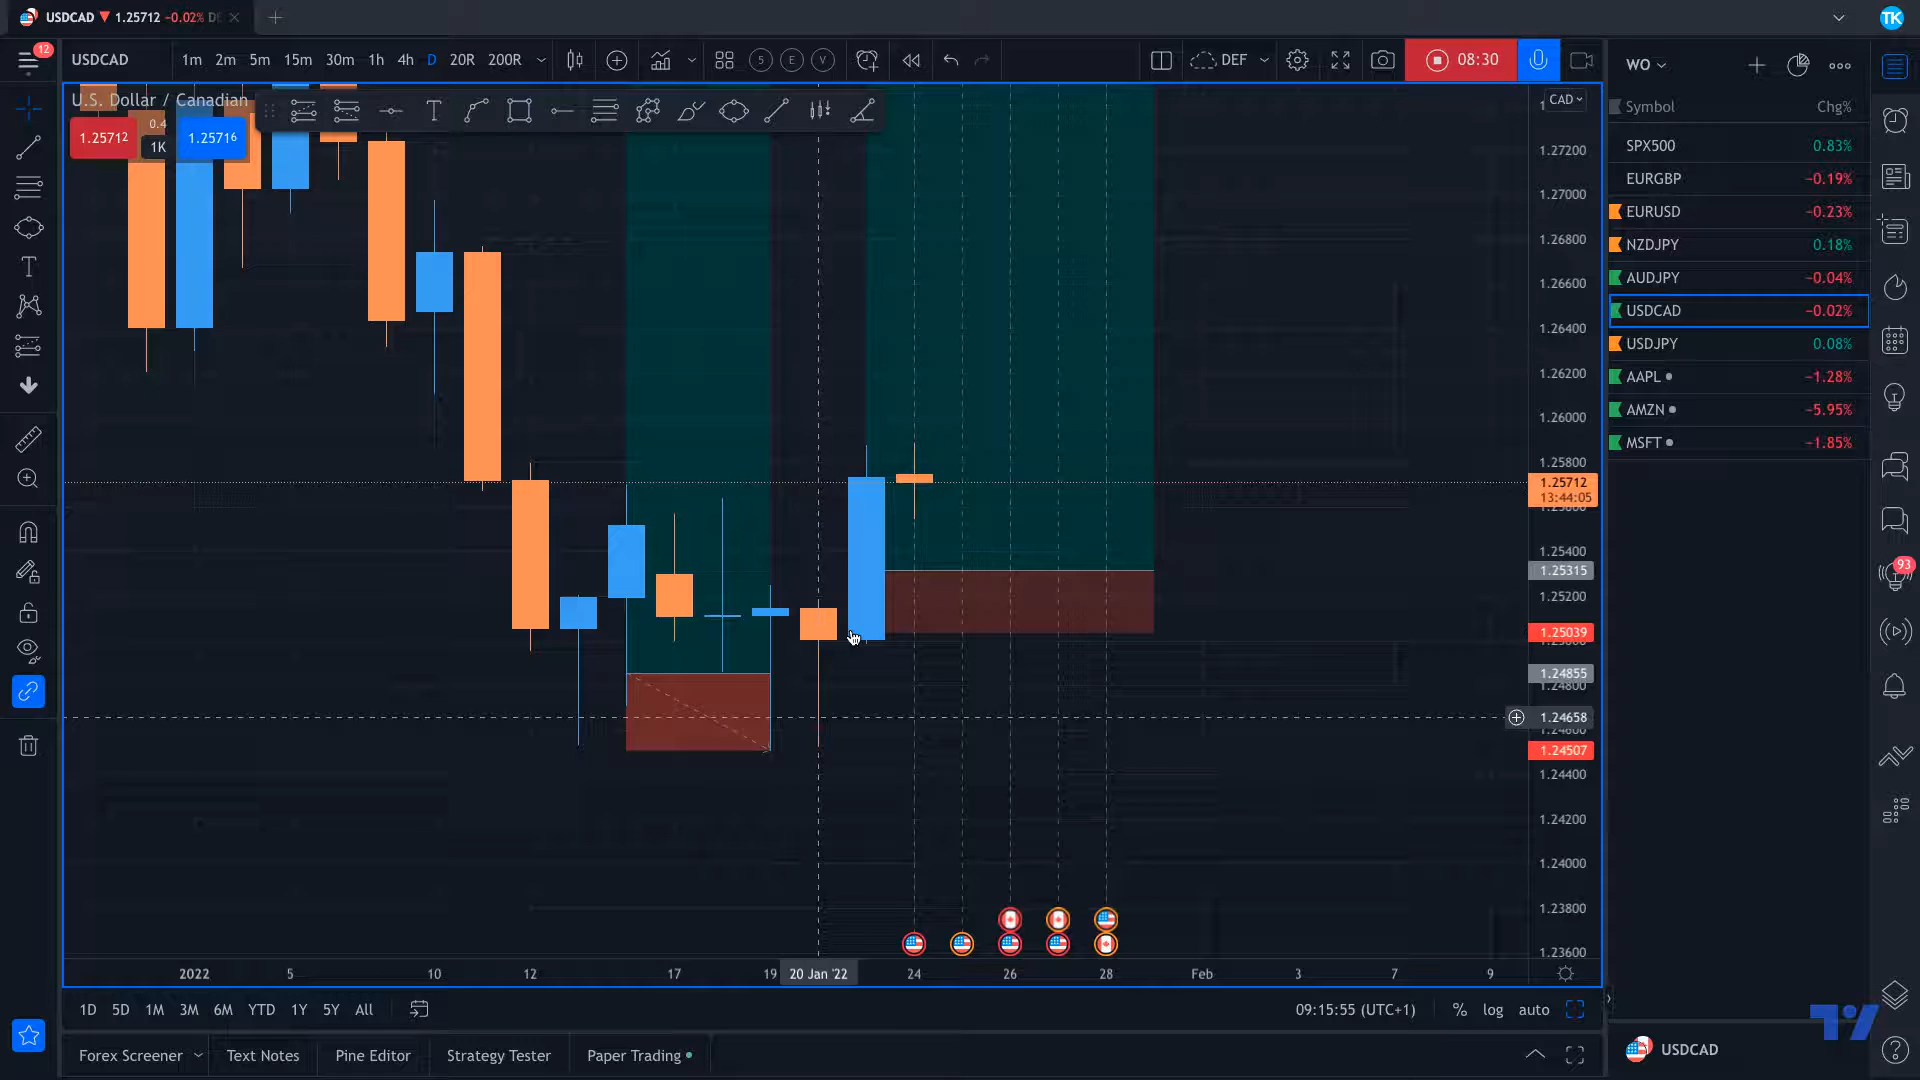 USDCAD ▼ 1.25712 −0.02%
TK
12
USDCAD 1m 2m 5m 15m 30m 1h 4h D 20R 200R
S E V
DEF
08:30
WO
U.S. Dollar / Canadian
CAD
Symbol Chg%
1.25712
0.4
1K
1.25716
SPX500 0.83%
EURGBP −0.19%
EURUSD −0.23%
NZDJPY 0.18%
AUDJPY −0.04%
USDCAD −0.02%
USDJPY 0.08%
AAPL −1.28%
AMZN −5.95%
MSFT −1.85%
1.27200
1.27000
1.26800
1.26600
1.26400
1.26200
1.26000
1.25800
1.25712
13:44:05
1.25400
1.25315
1.25200
1.25039
1.24855
1.24800
1.24658
1.24507
1.24400
1.24200
1.24000
1.23800
1.23600
93
2022 5 10 12 17 19 20 Jan '22 24 26 28 Feb 3 7 9
1D 5D 1M 3M 6M YTD 1Y 5Y All
09:15:55 (UTC+1) % log auto
Forex Screener Text Notes Pine Editor Strategy Tester Paper Trading
USDCAD